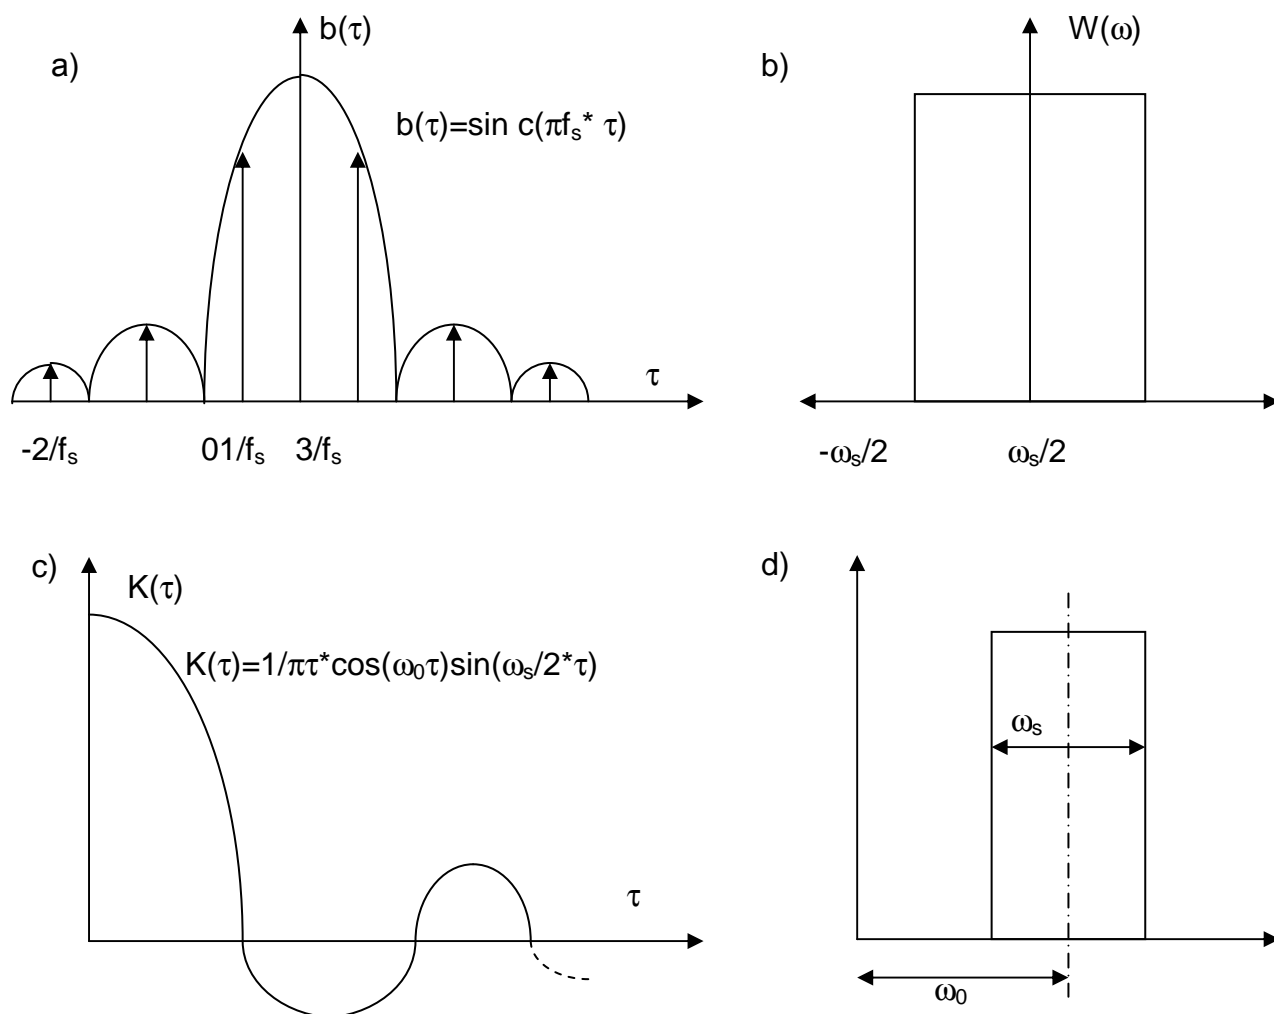 a)
b(τ)
b(τ)=sin c(πfₛ* τ)
τ
-2/fₛ 01/fₛ 3/fₛ
b)
W(ω)
-ωₛ/2 ωₛ/2
c)
K(τ)
K(τ)=1/πτ*cos(ω₀τ)sin(ωₛ/2*τ)
τ
d)
ωₛ
ω₀